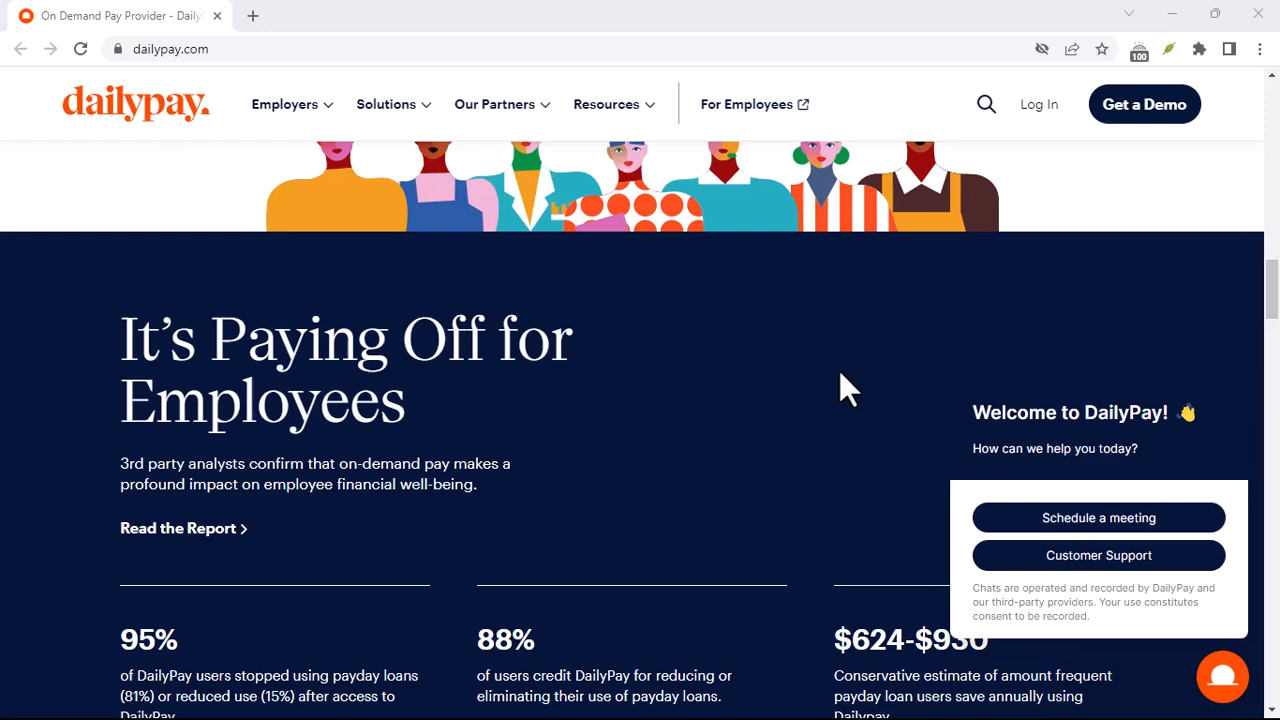 On Demand Pay Provider - Daily
dailypay.com
100
dailypay.
Employers
Solutions
Our Partners
Resources
For Employees
Log In
Get a Demo
It's Paying Off for
Employees
3rd party analysts confirm that on-demand pay makes a
profound impact on employee financial well-being.
Read the Report
Welcome to DailyPay! 👋
How can we help you today?
Schedule a meeting
Customer Support
Chats are operated and recorded by DailyPay and
our third-party providers. Your use constitutes
consent to be recorded.
95%
of DailyPay users stopped using payday loans
(81%) or reduced use (15%) after access to
DailyPay
88%
of users credit DailyPay for reducing or
eliminating their use of payday loans.
$624-$930
Conservative estimate of amount frequent
payday loan users save annually using
Dailypay